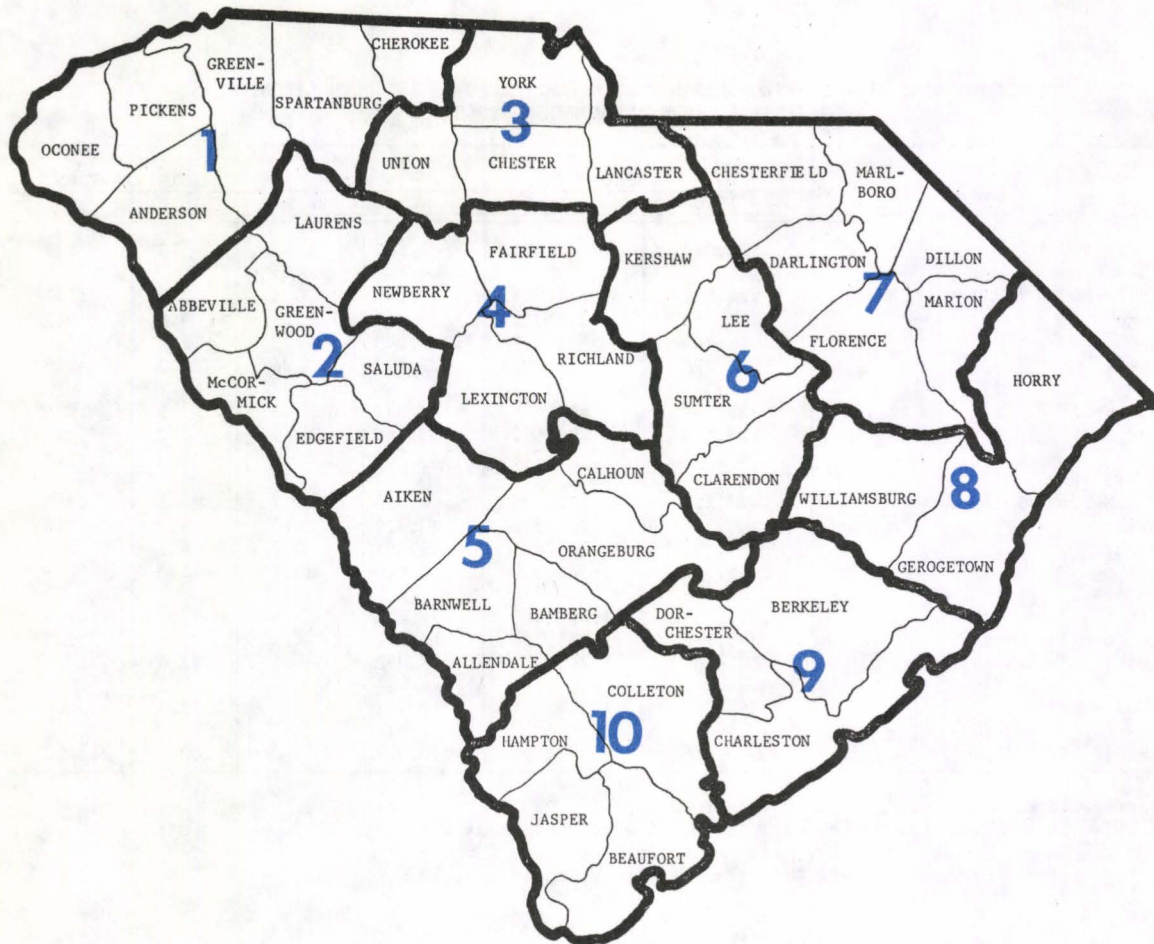 CHEROKEE
GREEN-
VILLE
YORK
PICKENS
SPARTANBURG
3
1
OCONEE
UNION
CHESTER
LANCASTER
CHESTERFIELD
MARL-
BORO
ANDERSON
LAURENS
FAIRFIELD
KERSHAW
DARLINGTON
DILLON
NEWBERRY
4
7
MARION
ABBEVILLE
GREEN-
WOOD
LEE
FLORENCE
2
SALUDA
RICHLAND
6
HORRY
McCOR-
MICK
LEXINGTON
SUMTER
EDGEFIELD
CALHOUN
CLARENDON
AIKEN
WILLIAMSBURG
8
5
ORANGEBURG
GEROGETOWN
BARNWELL
BAMBERG
DOR-
CHESTER
BERKELEY
ALLENDALE
9
COLLETON
10
HAMPTON
CHARLESTON
JASPER
BEAUFORT